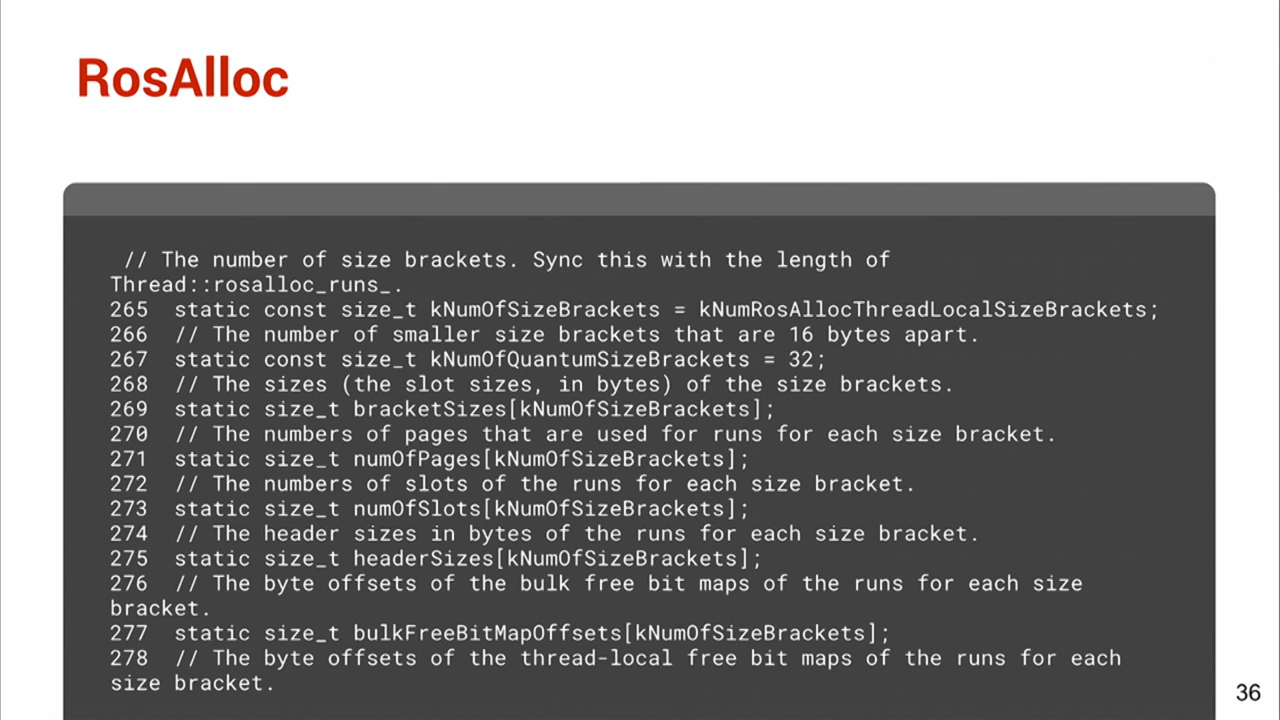 RosAlloc
// The number of size brackets. Sync this with the length of
Thread::rosalloc_runs_.
265  static const size_t kNumOfSizeBrackets = kNumRosAllocThreadLocalSizeBrackets;
266  // The number of smaller size brackets that are 16 bytes apart.
267  static const size_t kNumOfQuantumSizeBrackets = 32;
268  // The sizes (the slot sizes, in bytes) of the size brackets.
269  static size_t bracketSizes[kNumOfSizeBrackets];
270  // The numbers of pages that are used for runs for each size bracket.
271  static size_t numOfPages[kNumOfSizeBrackets];
272  // The numbers of slots of the runs for each size bracket.
273  static size_t numOfSlots[kNumOfSizeBrackets];
274  // The header sizes in bytes of the runs for each size bracket.
275  static size_t headerSizes[kNumOfSizeBrackets];
276  // The byte offsets of the bulk free bit maps of the runs for each size
bracket.
277  static size_t bulkFreeBitMapOffsets[kNumOfSizeBrackets];
278  // The byte offsets of the thread-local free bit maps of the runs for each
size bracket.
36